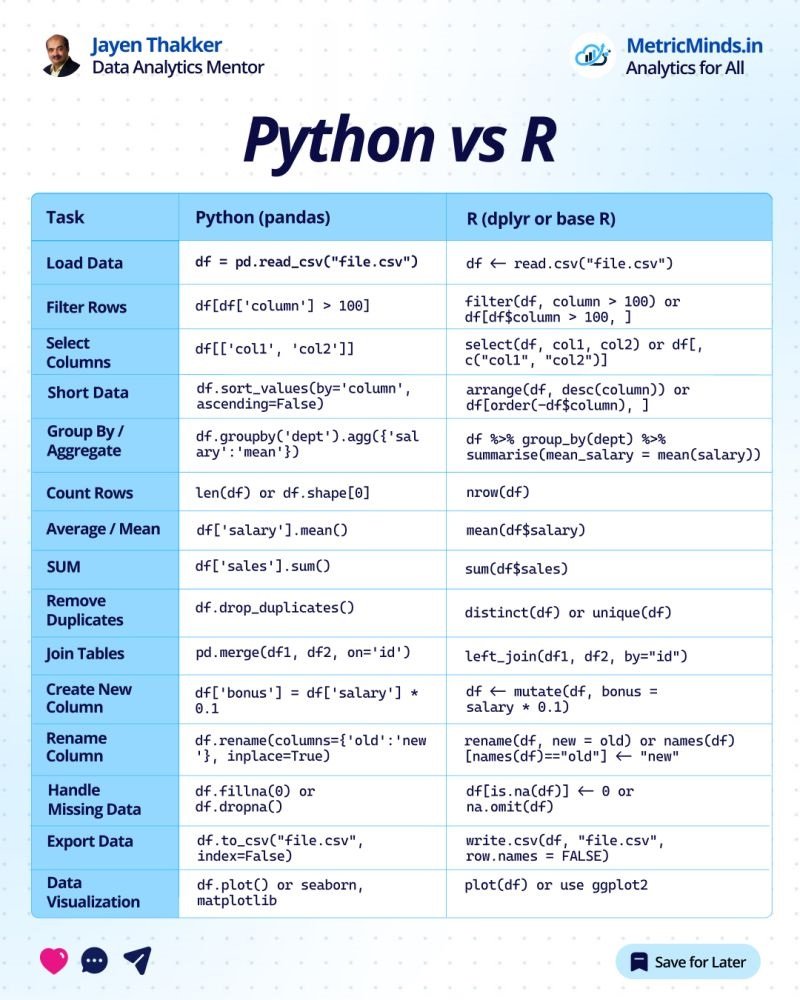 Jayen Thakker
Data Analytics Mentor
MetricMinds.in
Analytics for All
Python vs R
Task
Python (pandas)
R (dplyr or base R)
Load Data
df = pd.read_csv("file.csv")
df <- read.csv("file.csv")
Filter Rows
df[df['column'] > 100]
filter(df, column > 100) or
df[df$column > 100, ]
Select
Columns
df[['col1', 'col2']]
select(df, col1, col2) or df[,
c("col1", "col2")]
Short Data
df.sort_values(by='column',
ascending=False)
arrange(df, desc(column)) or
df[order(-df$column), ]
Group By /
Aggregate
df.groupby('dept').agg({'sal
ary':'mean'})
df %>% group_by(dept) %>%
summarise(mean_salary = mean(salary))
Count Rows
len(df) or df.shape[0]
nrow(df)
Average / Mean
df['salary'].mean()
mean(df$salary)
SUM
df['sales'].sum()
sum(df$sales)
Remove
Duplicates
df.drop_duplicates()
distinct(df) or unique(df)
Join Tables
pd.merge(df1, df2, on='id')
left_join(df1, df2, by="id")
Create New
Column
df['bonus'] = df['salary'] *
0.1
df <- mutate(df, bonus =
salary * 0.1)
Rename
Column
df.rename(columns={'old':'new
'}, inplace=True)
rename(df, new = old) or names(df)
[names(df)=="old"] <- "new"
Handle
Missing Data
df.fillna(0) or
df.dropna()
df[is.na(df)] <- 0 or
na.omit(df)
Export Data
df.to_csv("file.csv",
index=False)
write.csv(df, "file.csv",
row.names = FALSE)
Data
Visualization
df.plot() or seaborn,
matplotlib
plot(df) or use ggplot2
Save for Later